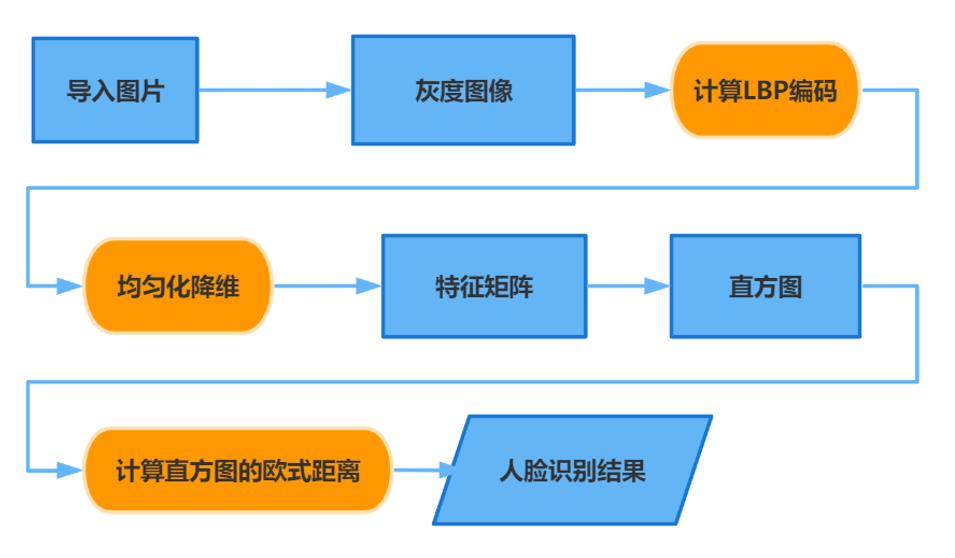 导入图片
灰度图像
计算LBP编码
均匀化降维
特征矩阵
直方图
计算直方图的欧式距离
人脸识别结果